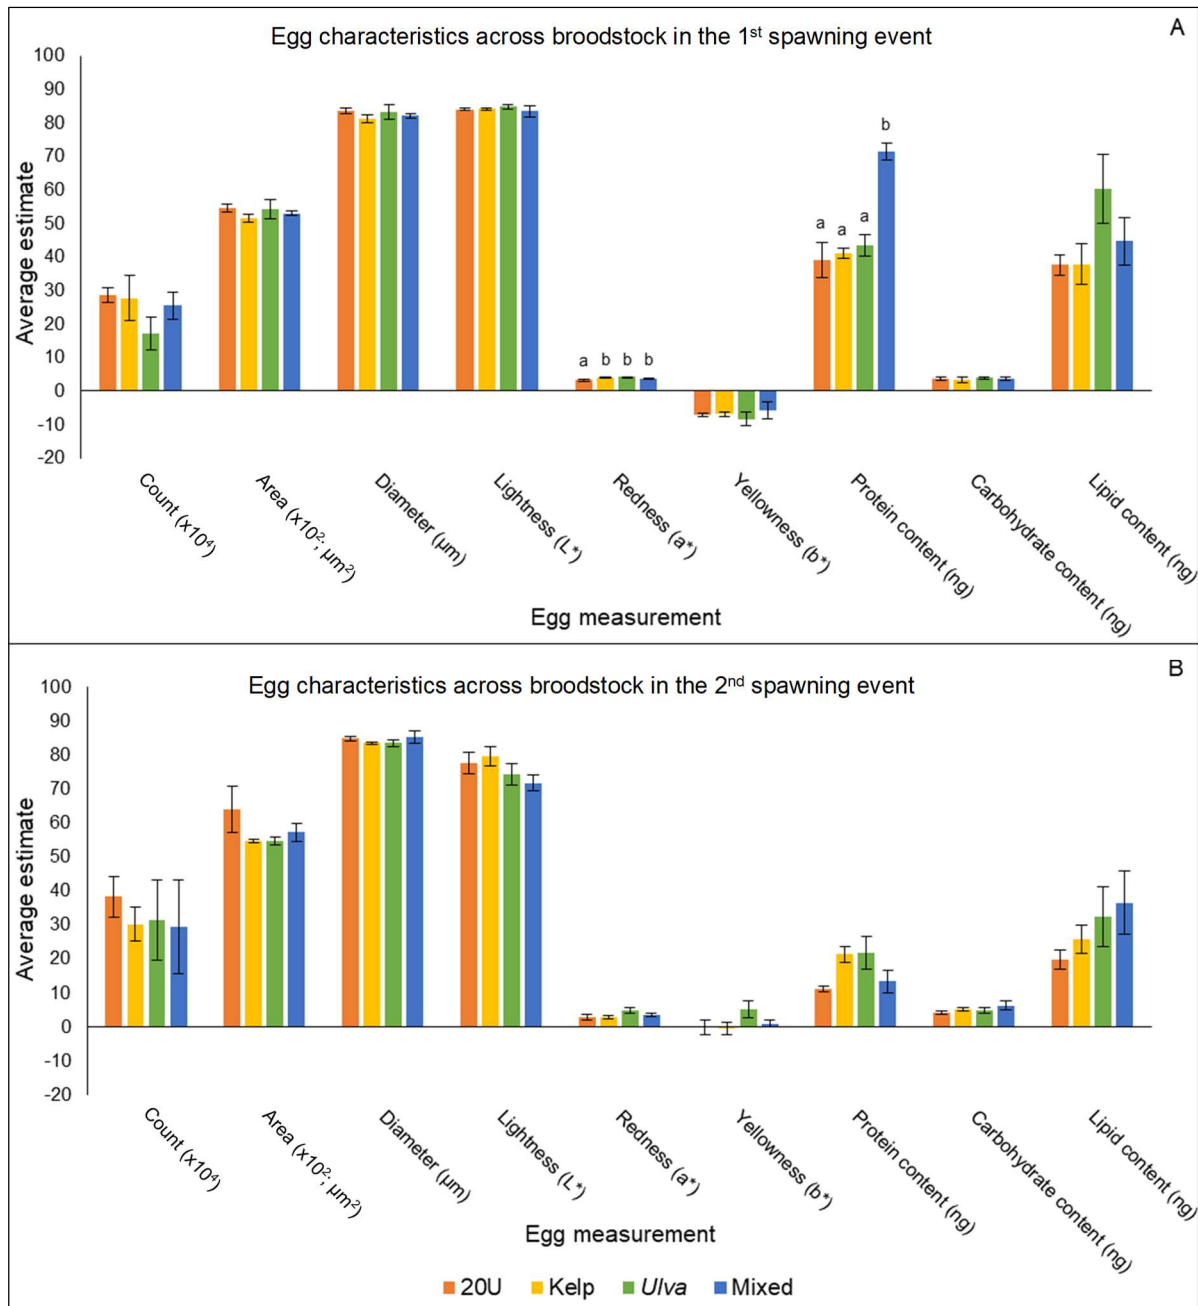 A
Egg characteristics across broodstock in the 1st spawning event
100
90
80
70
60
50
40
30
20
10
0
-10
-20
Average estimate
a b b b
a a a b
Count (x10⁴)
Area (x10²; µm²)
Diameter (µm)
Lightness (L*)
Redness (a*)
Yellowness (b*)
Protein content (ng)
Carbohydrate content (ng)
Lipid content (ng)
Egg measurement
B
Egg characteristics across broodstock in the 2nd spawning event
100
90
80
70
60
50
40
30
20
10
0
-10
-20
Average estimate
Count (x10⁴)
Area (x10²; µm²)
Diameter (µm)
Lightness (L*)
Redness (a*)
Yellowness (b*)
Protein content (ng)
Carbohydrate content (ng)
Lipid content (ng)
Egg measurement
20U Kelp Ulva Mixed